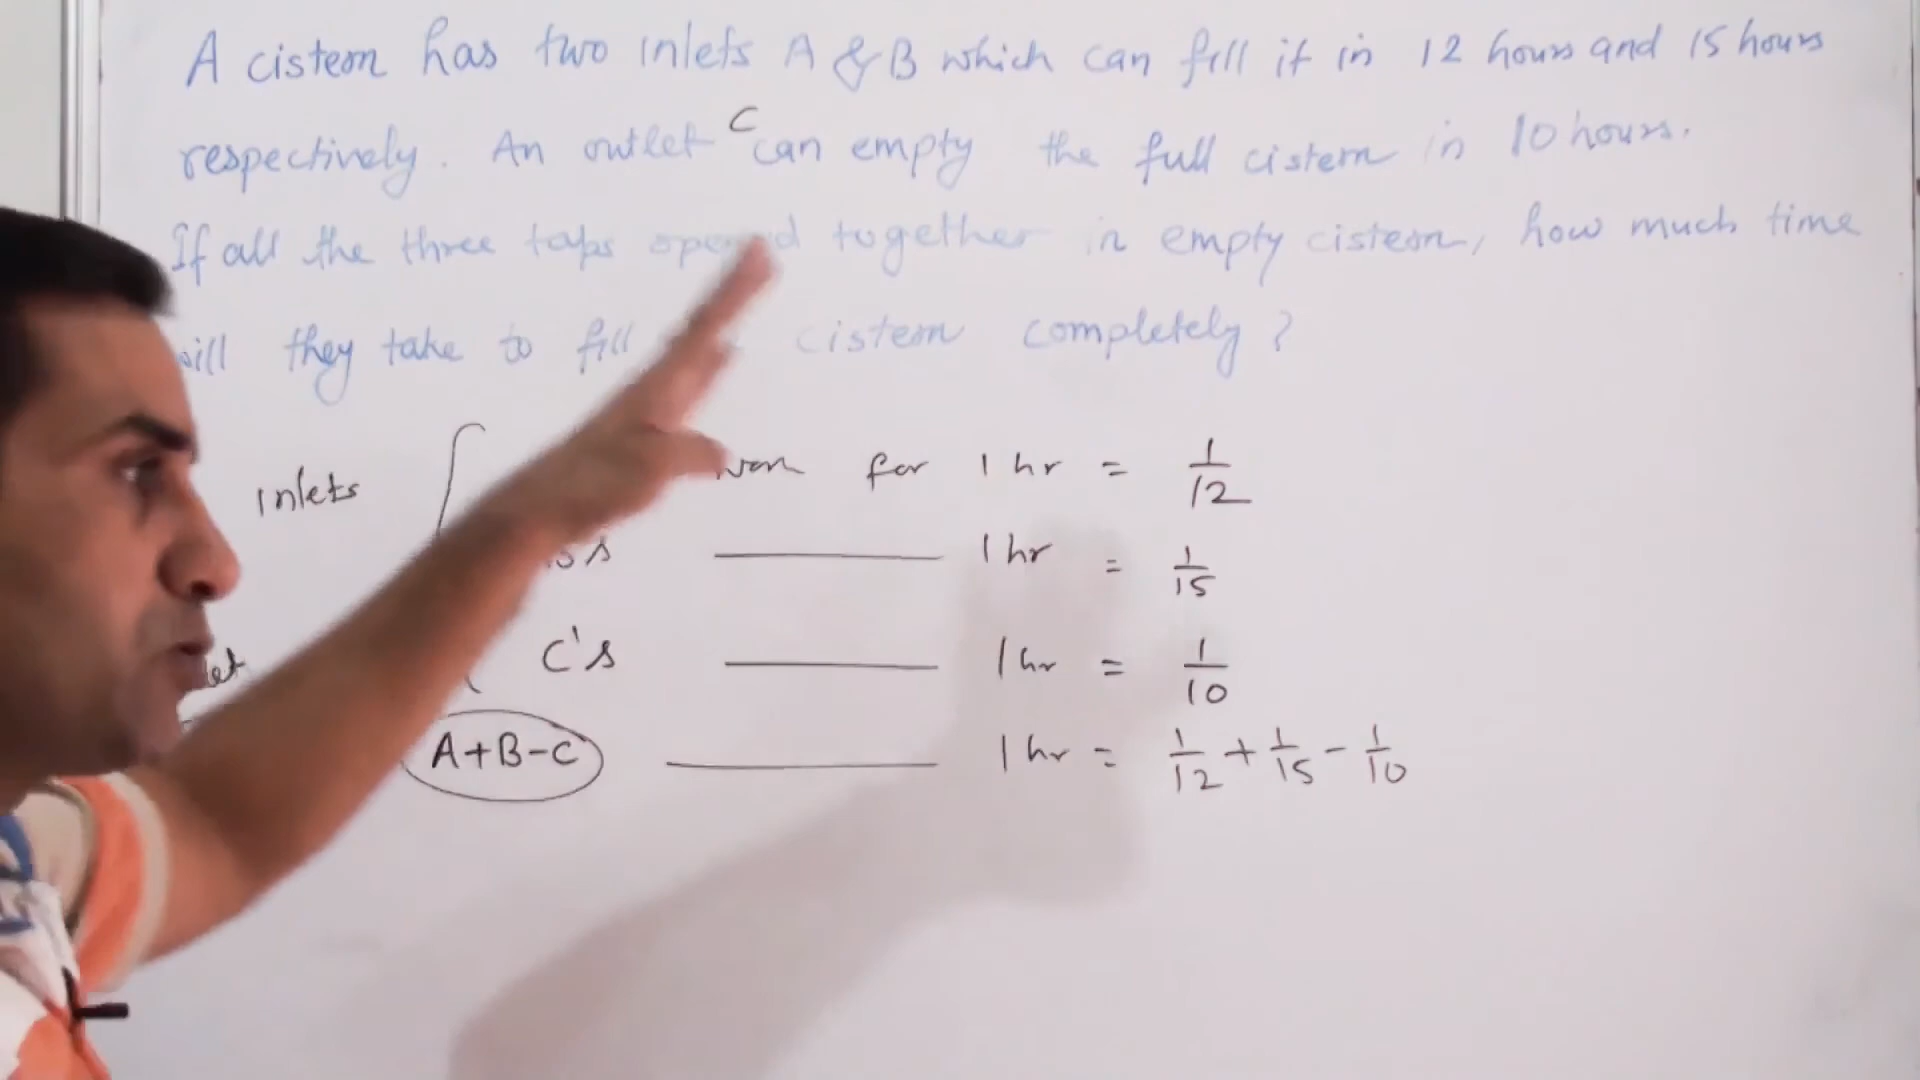 A cistern has two inlets A & B which can fill it in 12 hours and 15 hours
respectively. An outlet C can empty the full cistern in 10 hours.
If all the three taps together in empty cistern, how much time
they take to fill cistern completely?
Inlets for 1 hr = 1/12
1 hr = 1/15
C's 1 hr = 1/10
A+B-C 1 hr = 1/12 + 1/15 - 1/10